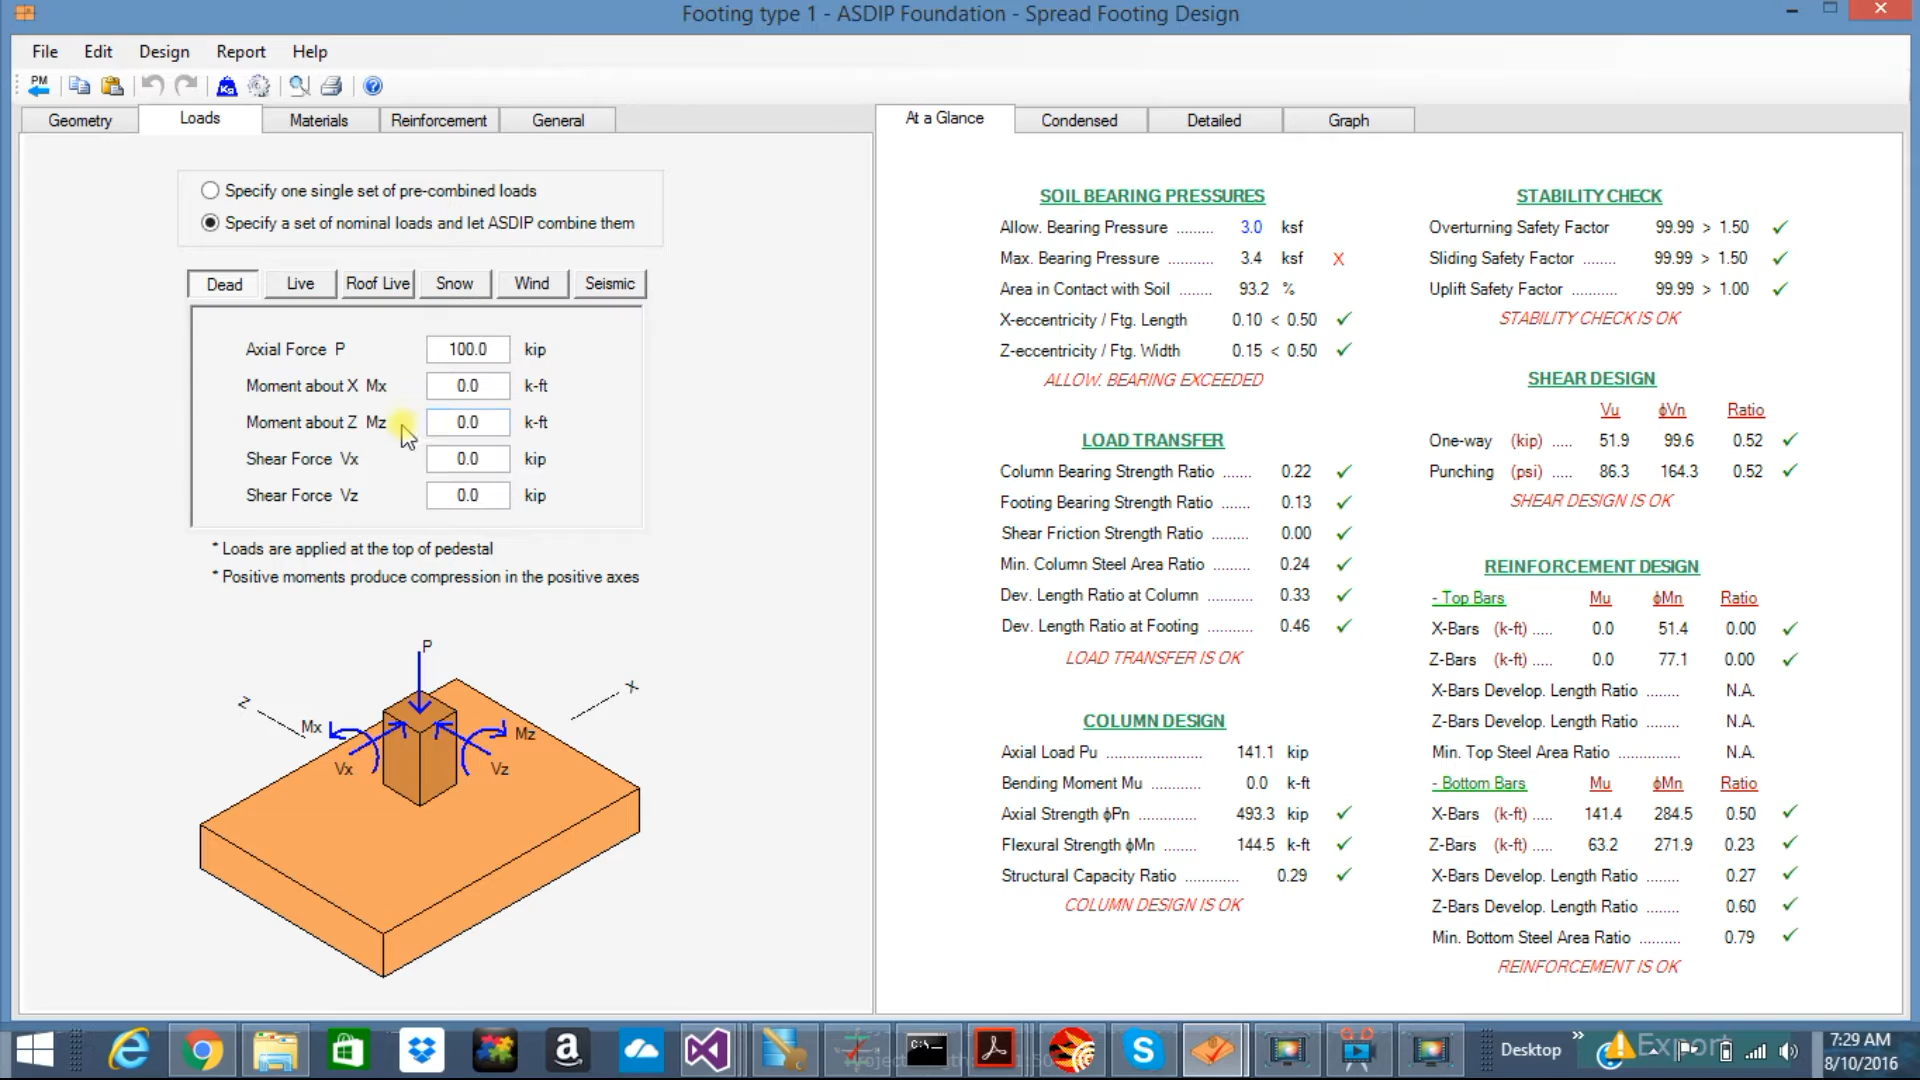 Footing type 1 - ASDIP Foundation - Spread Footing Design
File Edit Design Report Help
PM Kg ?
Geometry Loads Materials Reinforcement General
Specify one single set of pre-combined loads
Specify a set of nominal loads and let ASDIP combine them
Dead Live Roof Live Snow Wind Seismic
Axial Force P 100.0 kip
Moment about X Mx 0.0 k-ft
Moment about Z Mz 0.0 k-ft
Shear Force Vx 0.0 kip
Shear Force Vz 0.0 kip
* Loads are applied at the top of pedestal
* Positive moments produce compression in the positive axes
P
Z X
Mx Mz
Vx Vz
At a Glance Condensed Detailed Graph
SOIL BEARING PRESSURES
Allow. Bearing Pressure ........ 3.0 ksf
Max. Bearing Pressure ........... 3.4 ksf X
Area in Contact with Soil ........ 93.2 %
X-eccentricity / Ftg. Length 0.10 < 0.50 ✓
Z-eccentricity / Ftg. Width 0.15 < 0.50 ✓
ALLOW. BEARING EXCEEDED
LOAD TRANSFER
Column Bearing Strength Ratio ....... 0.22 ✓
Footing Bearing Strength Ratio ....... 0.13 ✓
Shear Friction Strength Ratio ......... 0.00 ✓
Min. Column Steel Area Ratio ......... 0.24 ✓
Dev. Length Ratio at Column ........... 0.33 ✓
Dev. Length Ratio at Footing ........... 0.46 ✓
LOAD TRANSFER IS OK
COLUMN DESIGN
Axial Load Pu ....................... 141.1 kip
Bending Moment Mu ............ 0.0 k-ft
Axial Strength ϕPn .............. 493.3 kip ✓
Flexural Strength ϕMn ........ 144.5 k-ft ✓
Structural Capacity Ratio ............. 0.29 ✓
COLUMN DESIGN IS OK
STABILITY CHECK
Overturning Safety Factor 99.99 > 1.50 ✓
Sliding Safety Factor ........ 99.99 > 1.50 ✓
Uplift Safety Factor ........... 99.99 > 1.00 ✓
STABILITY CHECK IS OK
SHEAR DESIGN
Vu ϕVn Ratio
One-way (kip) ..... 51.9 99.6 0.52 ✓
Punching (psi) ..... 86.3 164.3 0.52 ✓
SHEAR DESIGN IS OK
REINFORCEMENT DESIGN
- Top Bars Mu ϕMn Ratio
X-Bars (k-ft) ..... 0.0 51.4 0.00 ✓
Z-Bars (k-ft) ..... 0.0 77.1 0.00 ✓
X-Bars Develop. Length Ratio ........ N.A.
Z-Bars Develop. Length Ratio ........ N.A.
Min. Top Steel Area Ratio ............... N.A.
- Bottom Bars Mu ϕMn Ratio
X-Bars (k-ft) ..... 141.4 284.5 0.50 ✓
Z-Bars (k-ft) ..... 63.2 271.9 0.23 ✓
X-Bars Develop. Length Ratio ........ 0.27 ✓
Z-Bars Develop. Length Ratio ........ 0.60 ✓
Min. Bottom Steel Area Ratio .......... 0.79 ✓
REINFORCEMENT IS OK
C:\
a
S
Desktop »
Export
7:29 AM
8/10/2016